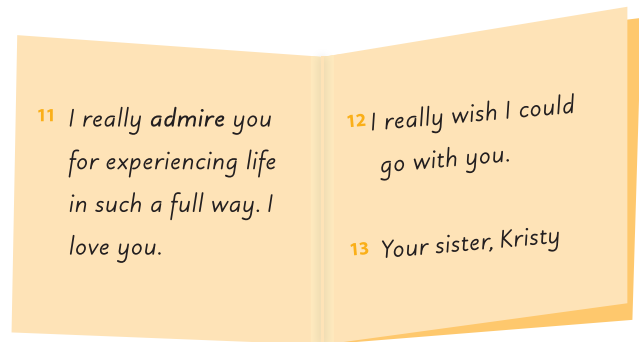 11 I really admire you
for experiencing life
in such a full way. I
love you.
12 I really wish I could
go with you.
13 Your sister, Kristy